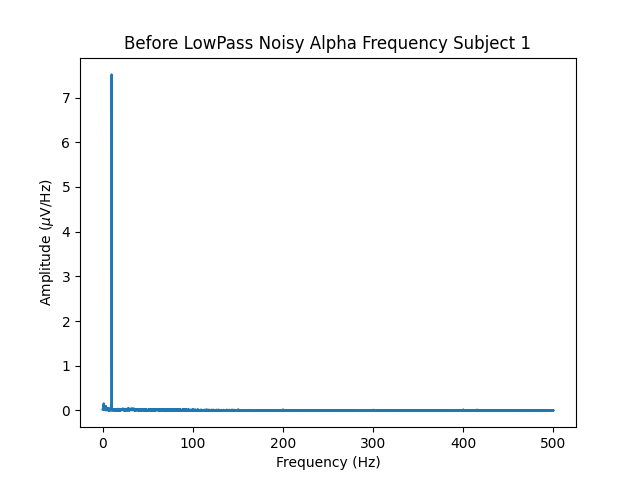 Before LowPass Noisy Alpha Frequency Subject 1
Amplitude (μV/Hz)
7
6
5
4
3
2
1
0
0 100 200 300 400 500
Frequency (Hz)